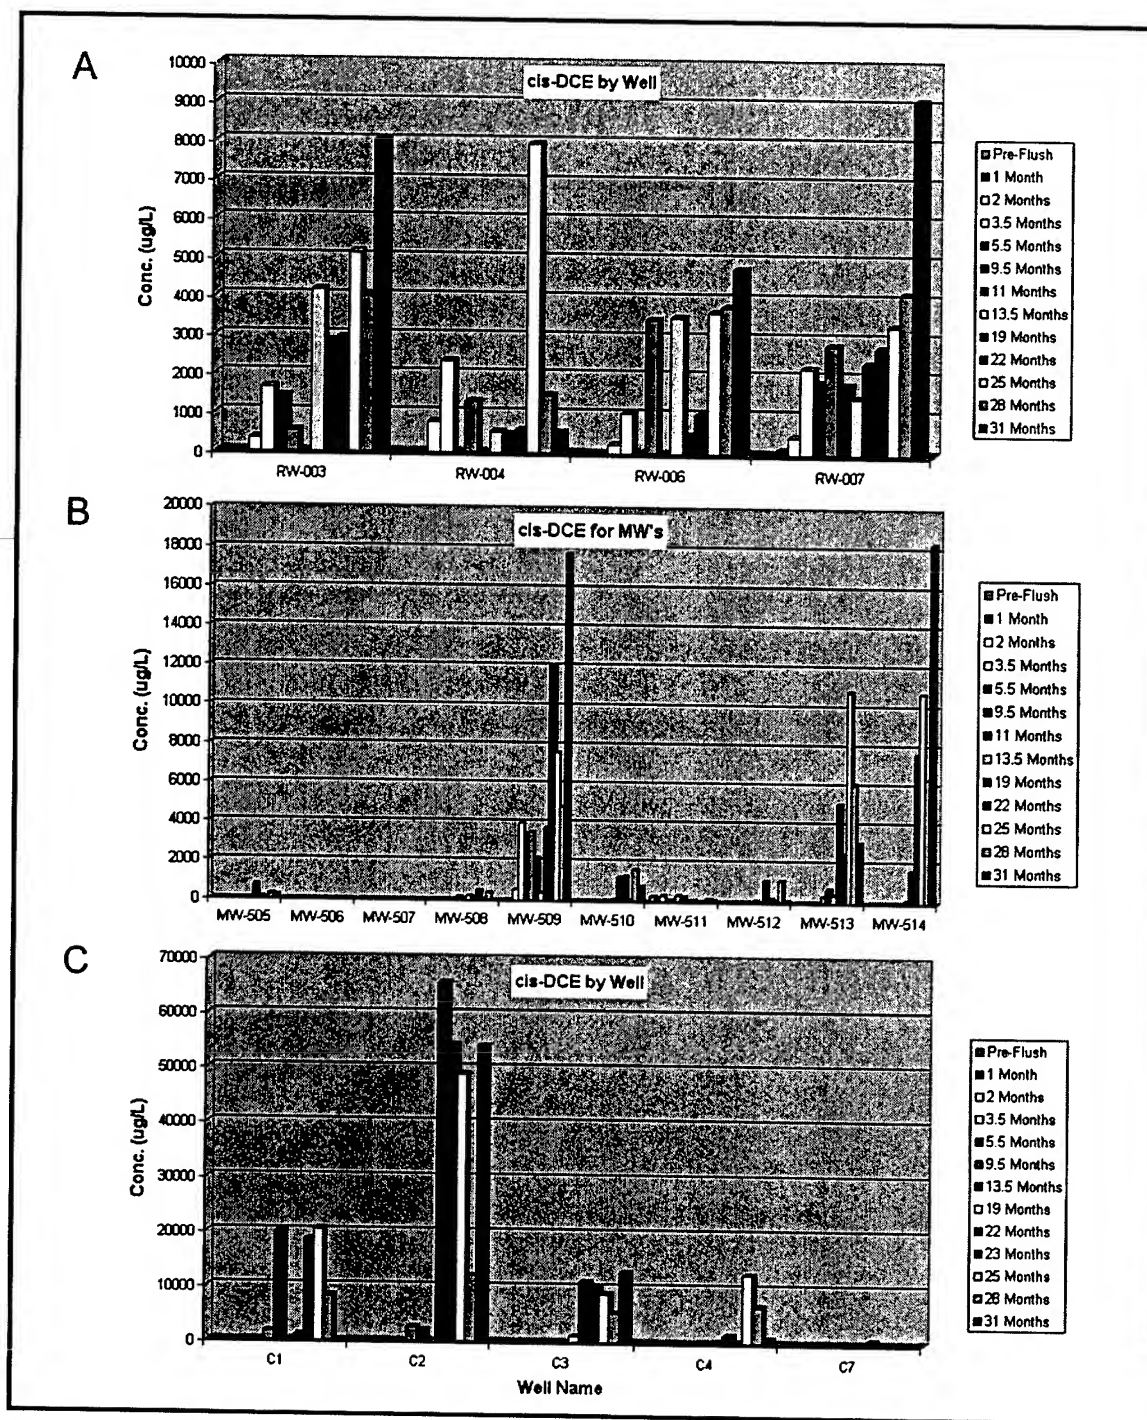 A
cis-DCE by Well
10000
9000
8000
7000
6000
5000
4000
3000
2000
1000
0
Conc. (ug/L)
RW-003 RW-004 RW-006 RW-007
Pre-Flush
1 Month
2 Months
3.5 Months
5.5 Months
9.5 Months
11 Months
13.5 Months
19 Months
22 Months
25 Months
28 Months
31 Months
B
cis-DCE for MW's
20000
18000
16000
14000
12000
10000
8000
6000
4000
2000
0
Conc. (ug/L)
MW-505 MW-506 MW-507 MW-508 MW-509 MW-510 MW-511 MW-512 MW-513 MW-514
Pre-Flush
1 Month
2 Months
3.5 Months
5.5 Months
9.5 Months
11 Months
13.5 Months
19 Months
22 Months
25 Months
28 Months
31 Months
C
cis-DCE by Well
70000
60000
50000
40000
30000
20000
10000
0
Conc. (ug/L)
C1 C2 C3 C4 C7
Well Name
Pre-Flush
1 Month
2 Months
3.5 Months
5.5 Months
9.5 Months
13.5 Months
19 Months
22 Months
23 Months
25 Months
28 Months
31 Months